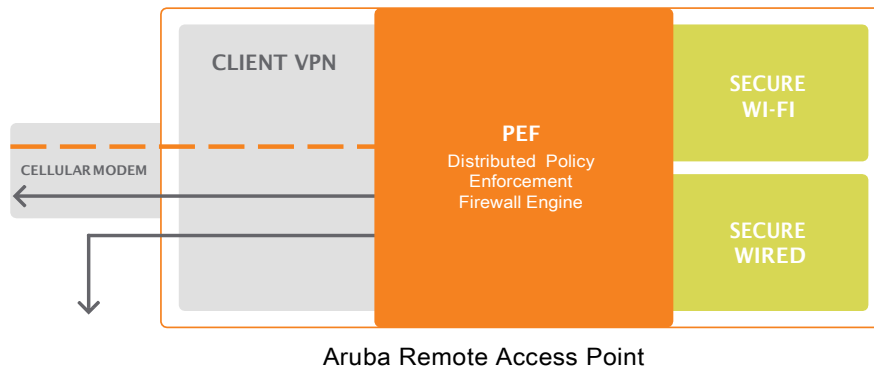 CLIENT VPN
CELLULAR MODEM
PEF
Distributed Policy
Enforcement
Firewall Engine
SECURE
WI-FI
SECURE
WIRED
Aruba Remote Access Point